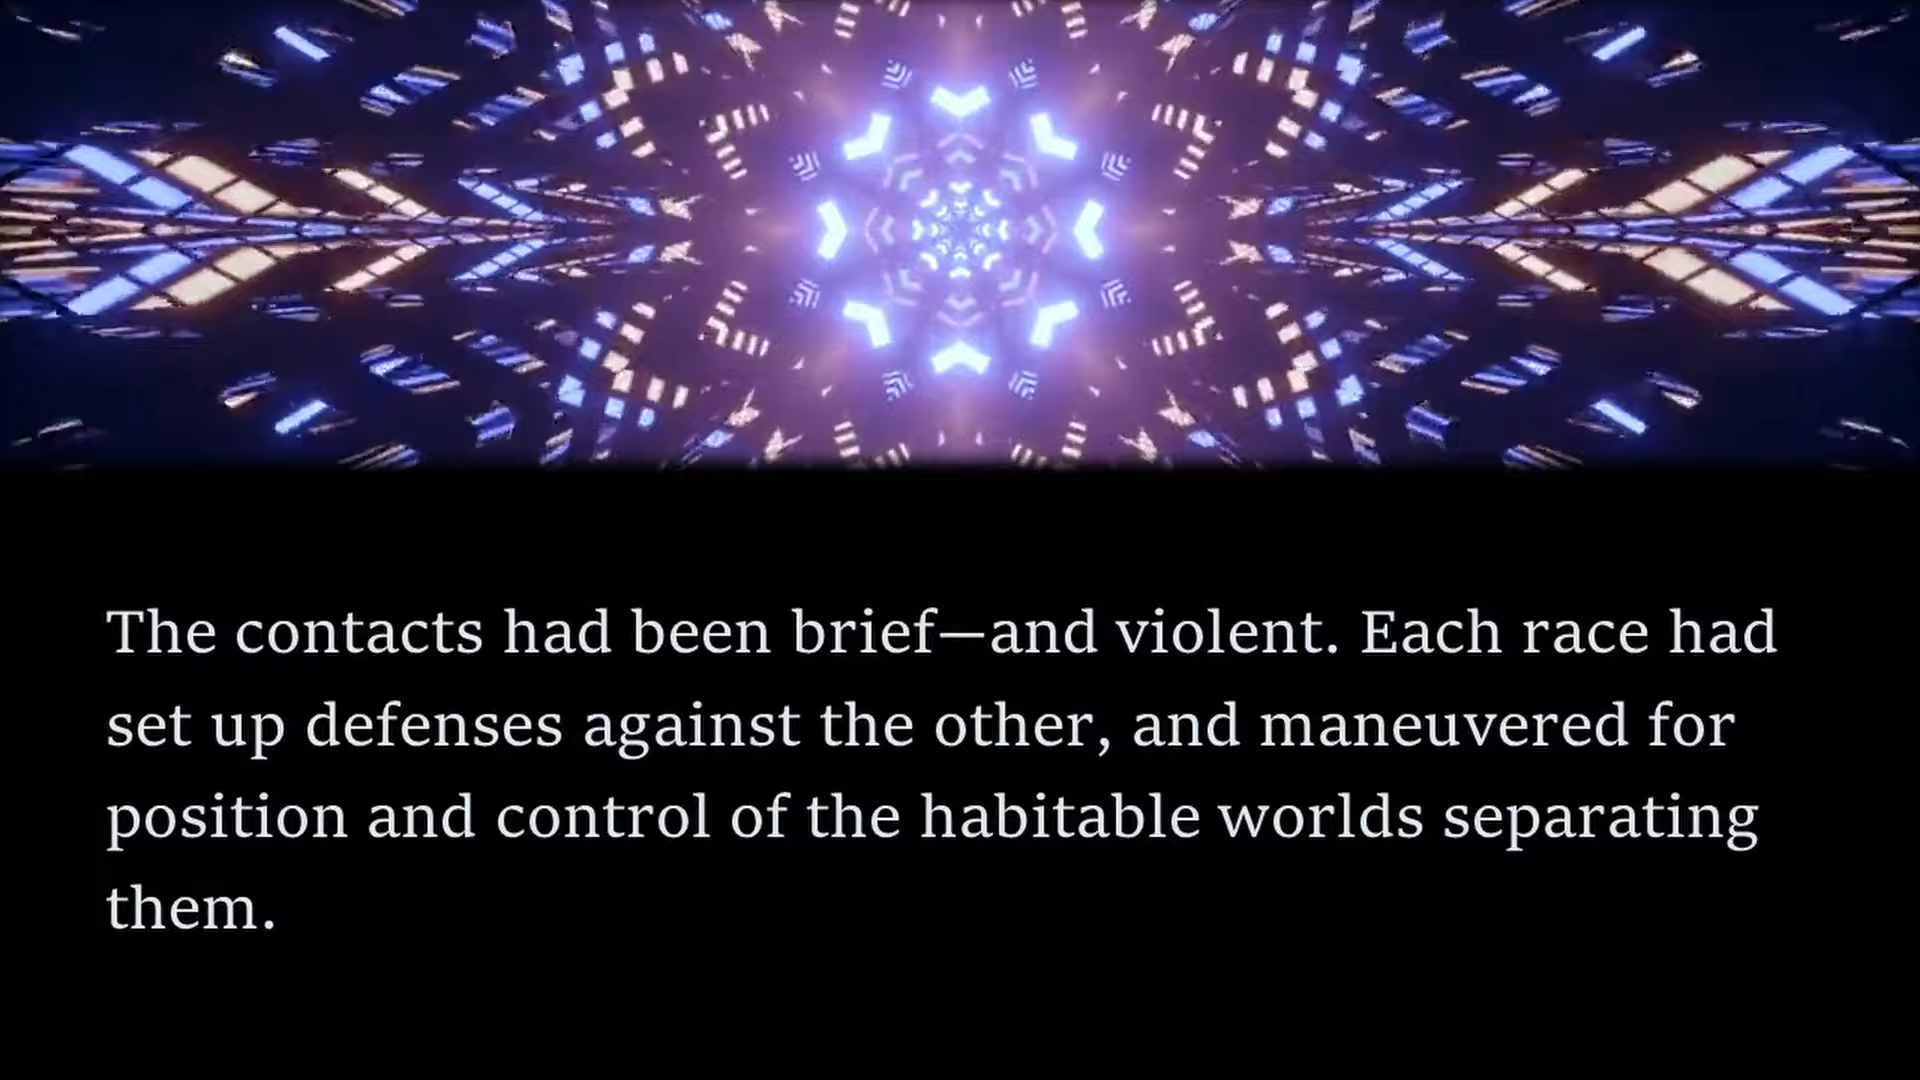 The contacts had been brief—and violent. Each race had
set up defenses against the other, and maneuvered for
position and control of the habitable worlds separating
them.